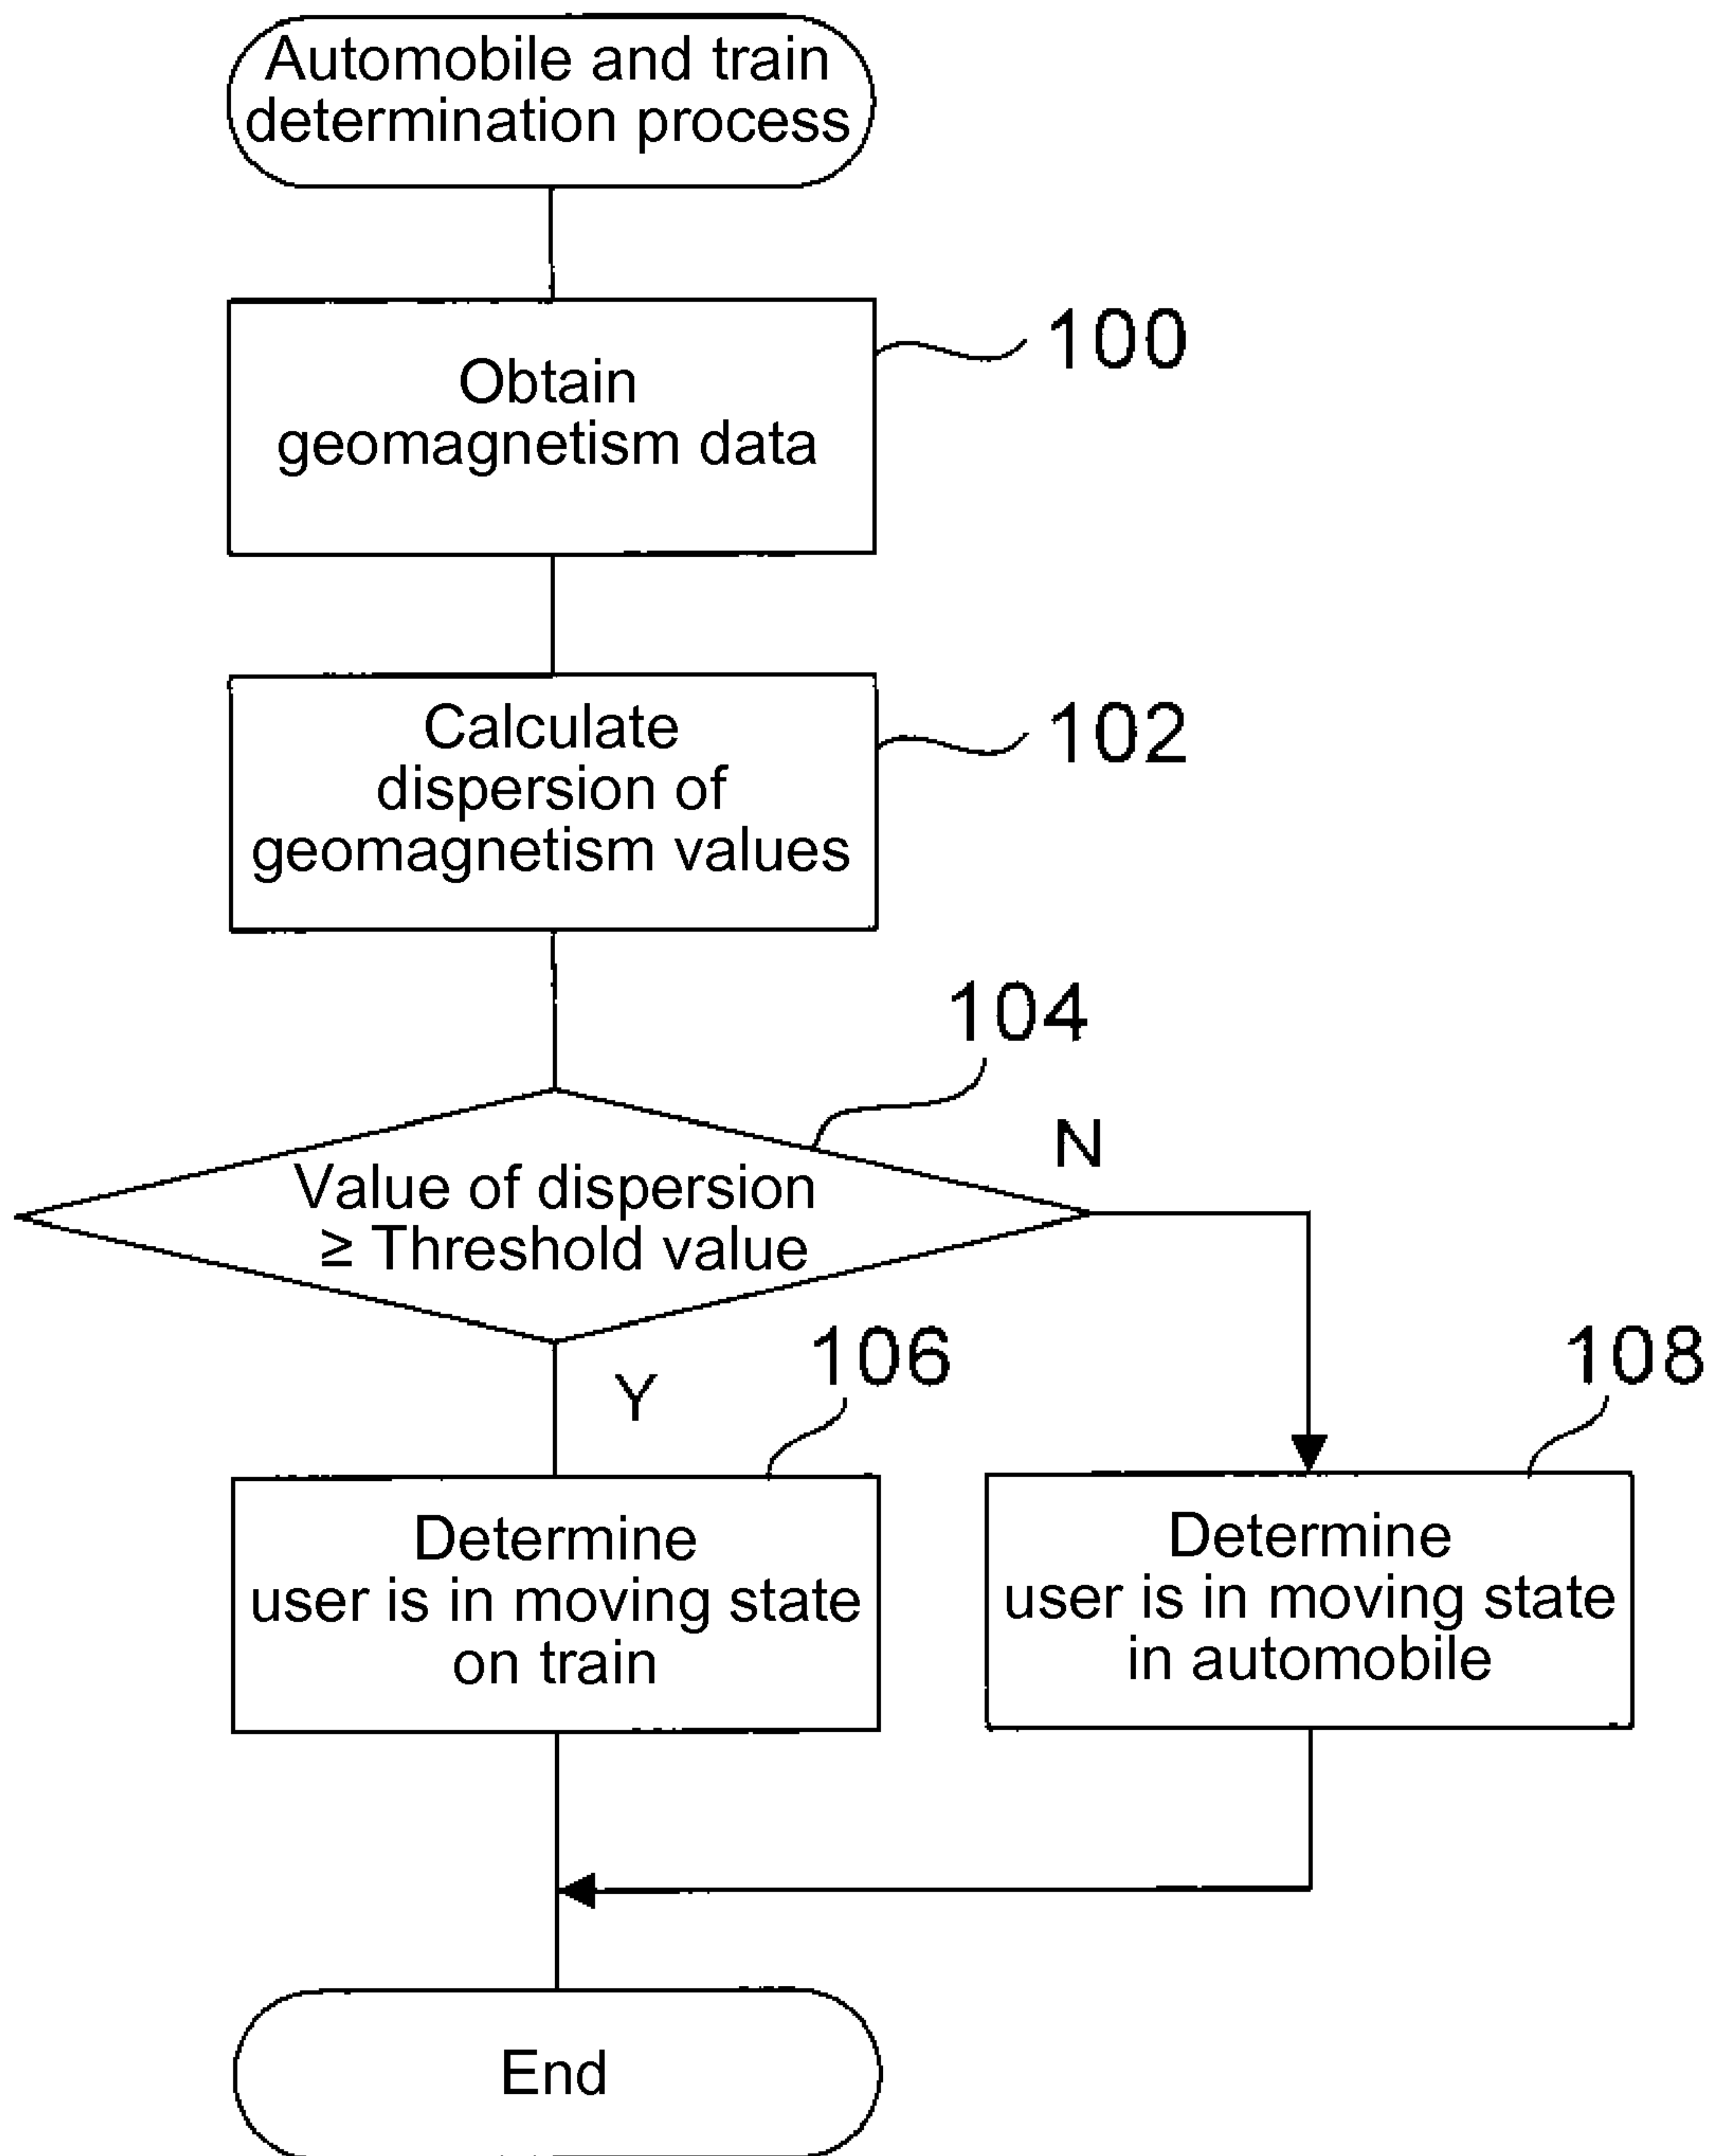 Automobile and train
determination process
Obtain
geomagnetism data
100
Calculate
dispersion of
geomagnetism values
102
104
Value of dispersion
≥ Threshold value
N
Y
106
108
Determine
user is in moving state
on train
Determine
user is in moving state
in automobile
End